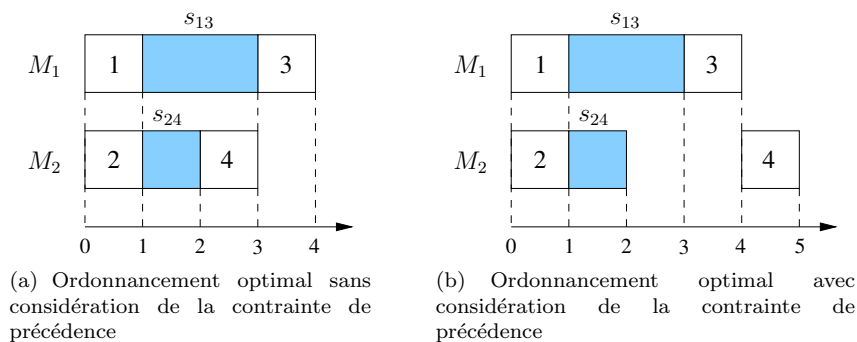 s13
M1 1 3
s24
M2 2 4
0 1 2 3 4
(a) Ordonnancement optimal sans
considération de la contrainte de
précédence
s13
M1 1 3
s24
M2 2 4
0 1 2 3 4 5
(b) Ordonnancement optimal avec
considération de la contrainte de
précédence